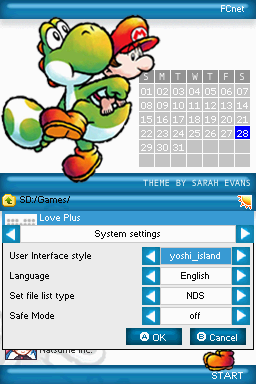 FCnet
S M T W T F S
01 02 03 04 05 06 07
08 09 10 11 12 13 14
15 16 17 18 19 20 21
22 23 24 25 26 27 28
29 30 31
THEME BY SARAH EVANS
SD:/Games/
Love Plus
System settings
User Interface style yoshi_island
Language English
Set file list type NDS
Safe Mode off
A OK B Cancel
Natsume Inc.
START